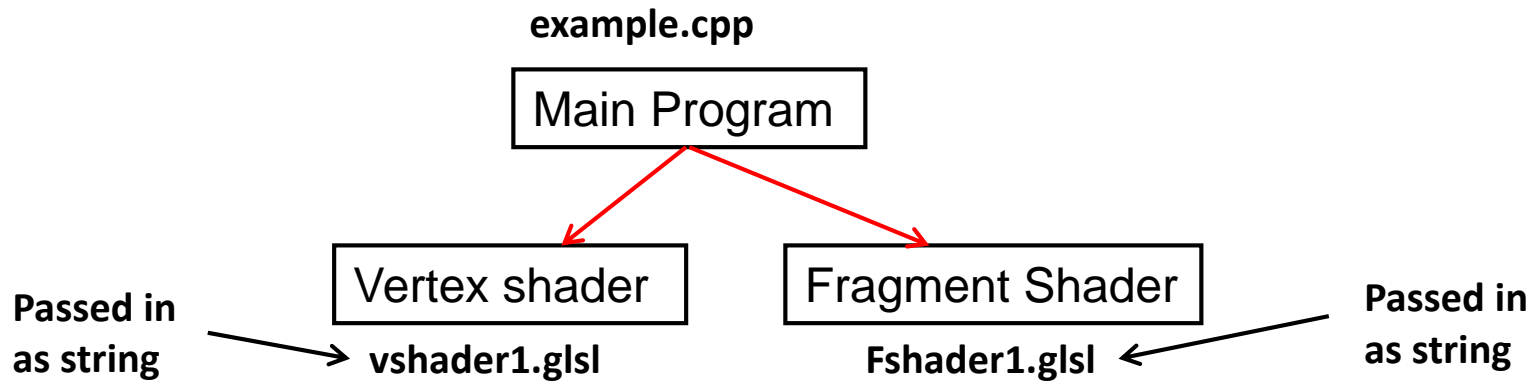 example.cpp
Main Program
Vertex shader
Fragment Shader
Passed in
as string
vshader1.glsl
Fshader1.glsl
Passed in
as string